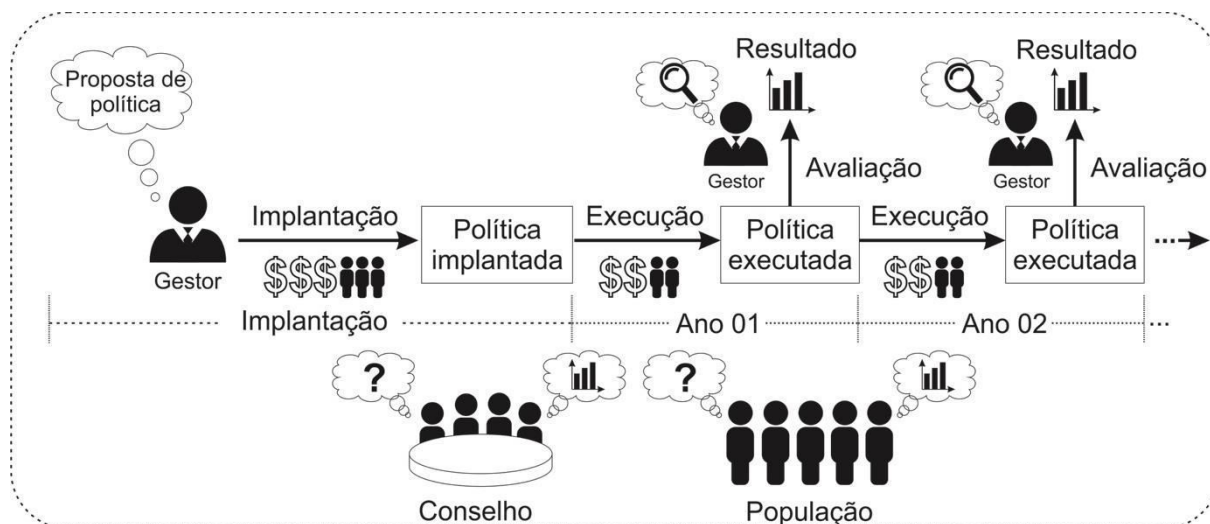 Proposta de
política
Gestor
Implantação
$$$
Política
implantada
Execução
$$
Política
executada
Gestor
Resultado
Avaliação
Execução
$$
Política
executada
Gestor
Resultado
Avaliação
...
Implantação
Ano 01
Ano 02
...
?
Conselho
?
População